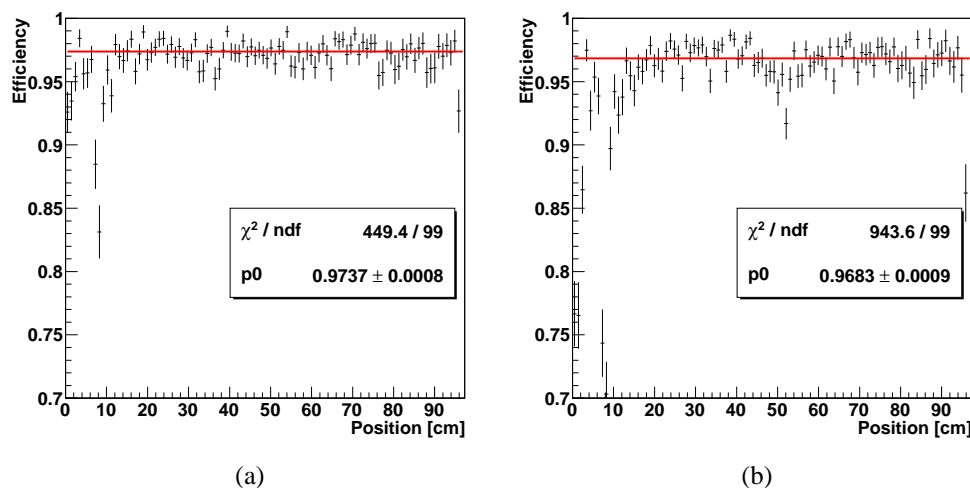 Efficiency
1
0.95
0.9
0.85
0.8
0.75
0.7
χ² / ndf 449.4 / 99
p0 0.9737 ± 0.0008
0 10 20 30 40 50 60 70 80 90
Position [cm]
(a)
Efficiency
1
0.95
0.9
0.85
0.8
0.75
0.7
χ² / ndf 943.6 / 99
p0 0.9683 ± 0.0009
0 10 20 30 40 50 60 70 80 90
Position [cm]
(b)